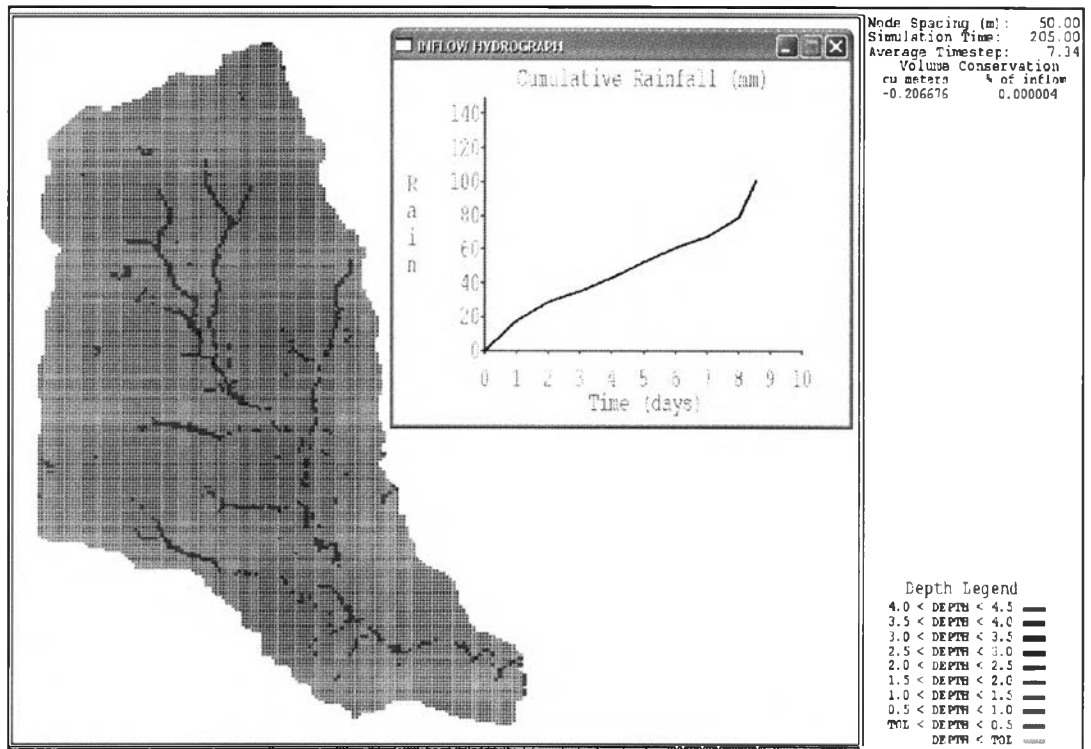 INFLOW HYDROGRAPH
Cumulative Rainfall (mm)
140
120
100
80
60
40
20
0
Rain
0 1 2 3 4 5 6 7 8 9 10
Time (days)
Node Spacing (m): 50.00
Simulation Time: 205.00
Average Timestep: 7.34
Volume Conservation
cu meters % of inflow
-0.206676 0.000004
Depth Legend
4.0 < DEPTH < 4.5
3.5 < DEPTH < 4.0
3.0 < DEPTH < 3.5
2.5 < DEPTH < 3.0
2.0 < DEPTH < 2.5
1.5 < DEPTH < 2.0
1.0 < DEPTH < 1.5
0.5 < DEPTH < 1.0
TOL < DEPTH < 0.5
DEPTH < TOL